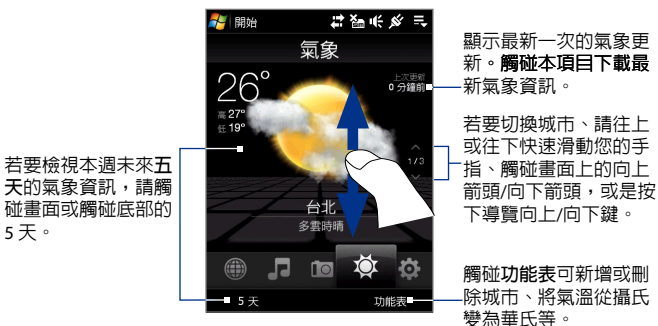 開始
氣象
26°
高 27°
低 19°
上次更新
0 分鐘前
1/3
台北
多雲時晴
5 天
功能表
若要檢視本週未來五
天的氣象資訊，請觸
碰畫面或觸碰底部的
5 天。
顯示最新一次的氣象更
新。觸碰本項目下載最
新氣象資訊。
若要切換城市、請往上
或往下快速滑動您的手
指、觸碰畫面上的向上
箭頭/向下箭頭，或是按
下導覽向上/向下鍵。
觸碰功能表可新增或刪
除城市、將氣溫從攝氏
變為華氏等。